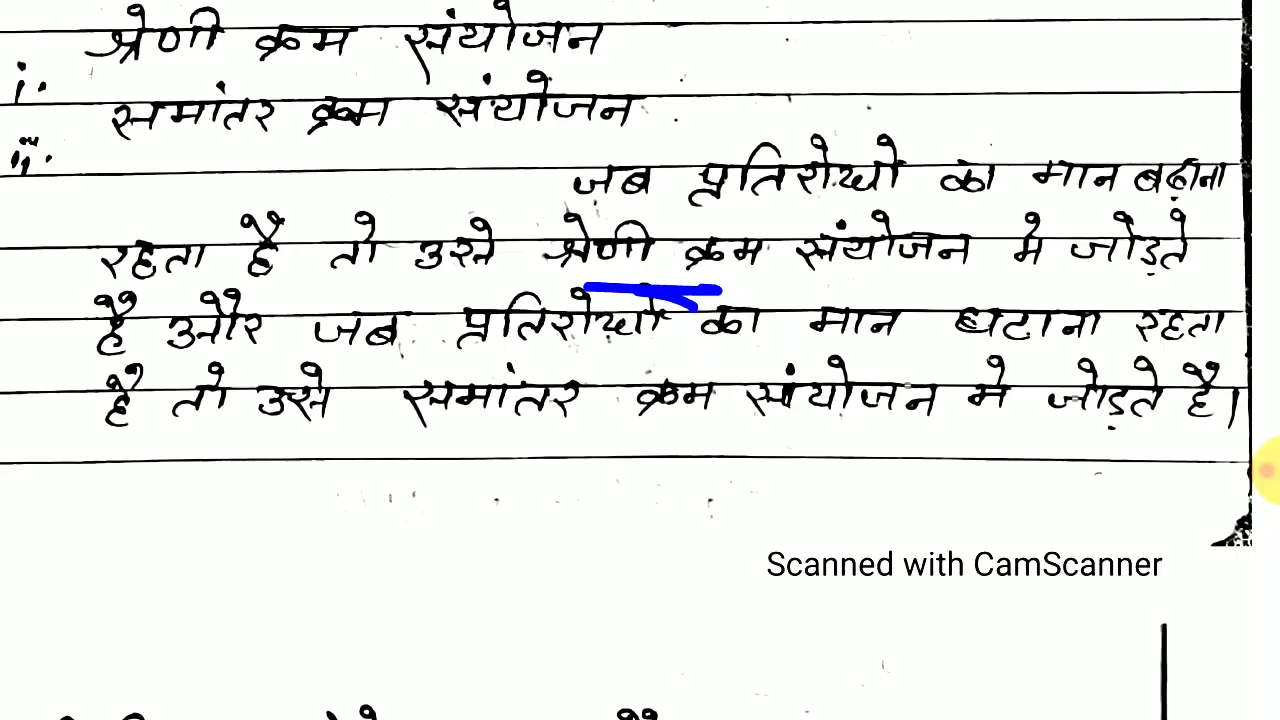 श्रेणी क्रम संयोजन
i.
समांतर क्रम संयोजन
ii.
जब प्रतिरोधो का मान बढ़ाना
रहता है तो उसे श्रेणी क्रम संयोजन मे जोड़ते
है और जब प्रतिरोधो का मान घटाना रहता
है तो उसे समांतर क्रम संयोजन मे जोड़ते है।
Scanned with CamScanner